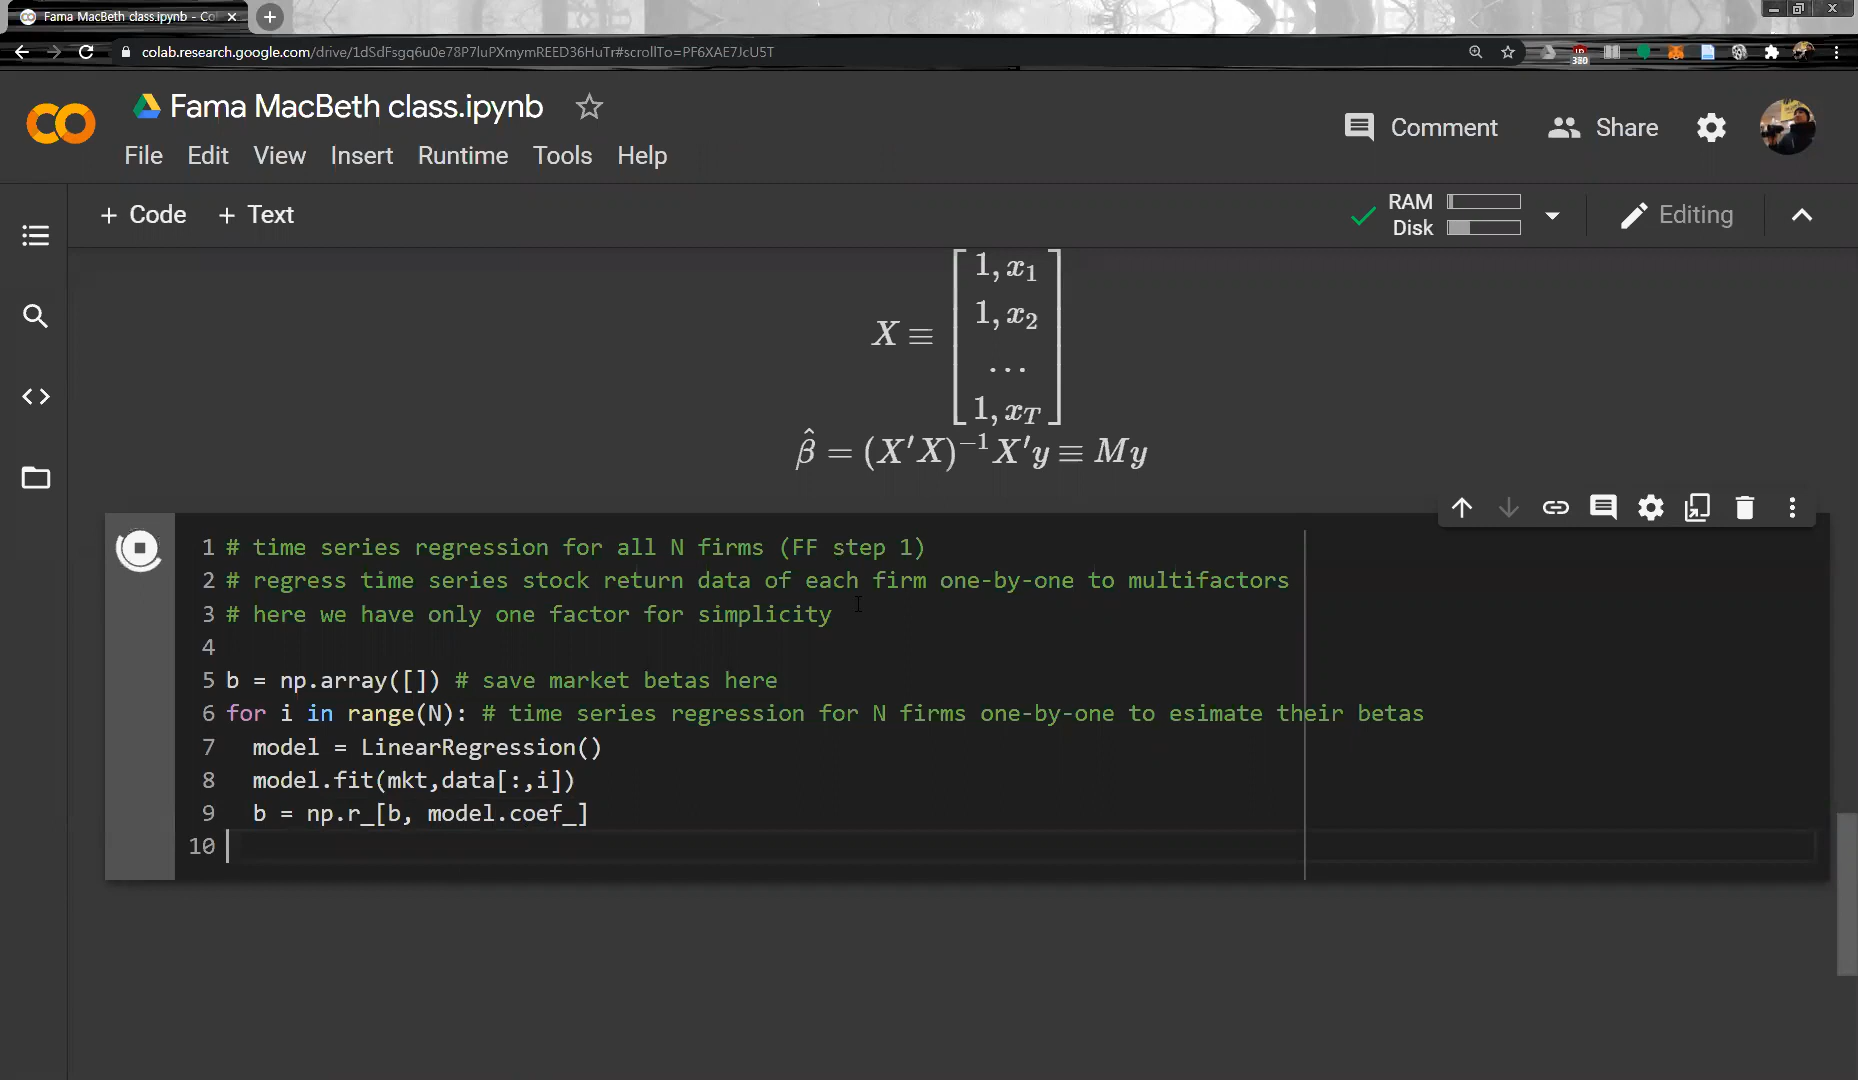 Fama MacBeth class.ipynb - Co
colab.research.google.com/drive/1dSdFsgq6u0e78P7luPXmymREED36HuTr#scrollTo=PF6XAE7JcU5T
380
Fama MacBeth class.ipynb
File Edit View Insert Runtime Tools Help
Comment Share
+ Code + Text
RAM
Disk
Editing
X ≡ [1, x₁
1, x₂
...
1, x_T]
β̂ = (X′X)⁻¹X′y ≡ My
1 # time series regression for all N firms (FF step 1)
2 # regress time series stock return data of each firm one-by-one to multifactors
3 # here we have only one factor for simplicity
4
5 b = np.array([]) # save market betas here
6 for i in range(N): # time series regression for N firms one-by-one to esimate their betas
7 model = LinearRegression()
8 model.fit(mkt,data[:,i])
9 b = np.r_[b, model.coef_]
10